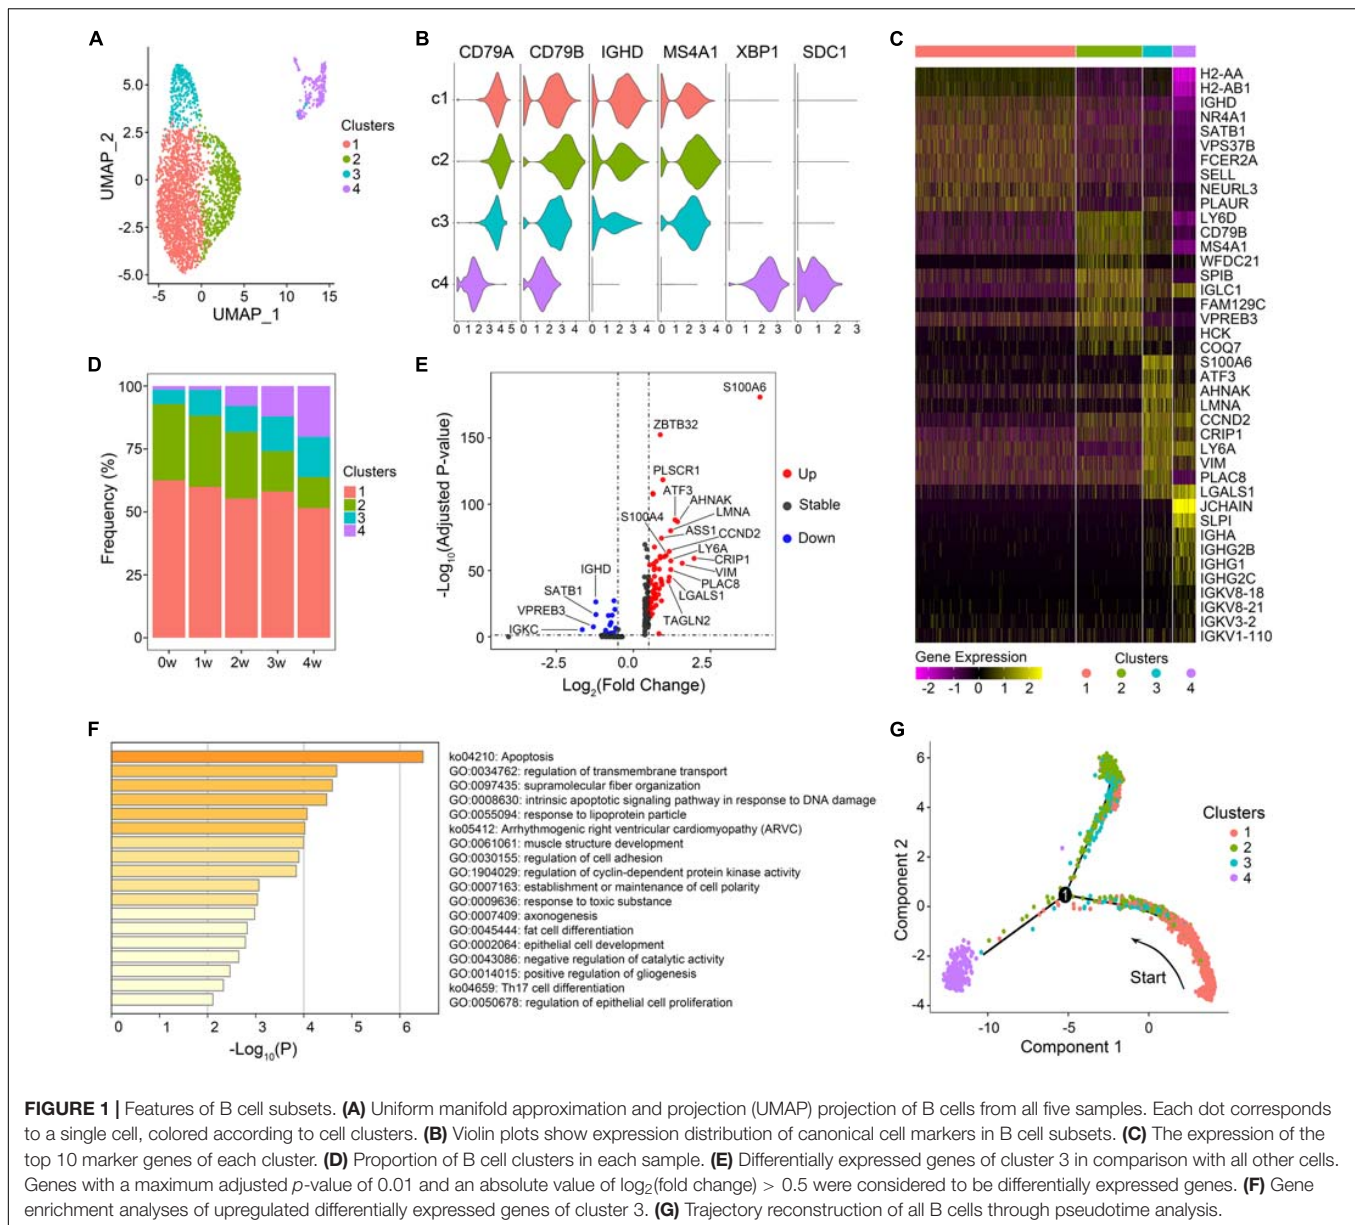 A
UMAP_2
5.0
2.5
0
-2.5
-5.0
-5 0 5 10 15
UMAP_1
Clusters
1
2
3
4
B
CD79A CD79B IGHD MS4A1 XBP1 SDC1
c1
c2
c3
c4
0 1 2 3 4 5 0 1 2 3 4 0 1 2 3 4 0 1 2 3 4 0 1 2 3 0 1 2 3
C
H2-AA
H2-AB1
IGHD
NR4A1
SATB1
VPS37B
FCER2A
SELL
NEURL3
PLAUR
LY6D
CD79B
MS4A1
WFDC21
SPIB
IGLC1
FAM129C
VPREB3
HCK
COQ7
S100A6
ATF3
AHNAK
LMNA
CCND2
CRIP1
LY6A
VIM
PLAC8
LGALS1
JCHAIN
SLPI
IGHA
IGHG2B
IGHG1
IGHG2C
IGKV8-18
IGKV8-21
IGKV3-2
IGKV1-110
Gene Expression
-2 -1 0 1 2
Clusters
1 2 3 4
D
Frequency (%)
100
75
50
25
0
0w 1w 2w 3w 4w
Clusters
1
2
3
4
E
-Log10(Adjusted P-value)
150
100
50
0
-2.5 0.0 2.5
Log2(Fold Change)
S100A6
ZBTB32
PLSCR1
ATF3
AHNAK
LMNA
S100A4
ASS1
CCND2
LY6A
CRIP1
VIM
PLAC8
LGALS1
TAGLN2
IGHD
SATB1
VPREB3
IGKC
Up
Stable
Down
F
ko04210: Apoptosis
GO:0034762: regulation of transmembrane transport
GO:0097435: supramolecular fiber organization
GO:0008630: intrinsic apoptotic signaling pathway in response to DNA damage
GO:0055094: response to lipoprotein particle
ko05412: Arrhythmogenic right ventricular cardiomyopathy (ARVC)
GO:0061061: muscle structure development
GO:0030155: regulation of cell adhesion
GO:1904029: regulation of cyclin-dependent protein kinase activity
GO:0007163: establishment or maintenance of cell polarity
GO:0009636: response to toxic substance
GO:0007409: axonogenesis
GO:0045444: fat cell differentiation
GO:0002064: epithelial cell development
GO:0043086: negative regulation of catalytic activity
GO:0014015: positive regulation of gliogenesis
ko04659: Th17 cell differentiation
GO:0050678: regulation of epithelial cell proliferation
0 1 2 3 4 5 6
-Log10(P)
G
Component 2
6
4
2
0
-2
-4
-10 -5 0
Component 1
1
Start
Clusters
1
2
3
4
FIGURE 1 | Features of B cell subsets. (A) Uniform manifold approximation and projection (UMAP) projection of B cells from all five samples. Each dot corresponds
to a single cell, colored according to cell clusters. (B) Violin plots show expression distribution of canonical cell markers in B cell subsets. (C) The expression of the
top 10 marker genes of each cluster. (D) Proportion of B cell clusters in each sample. (E) Differentially expressed genes of cluster 3 in comparison with all other cells.
Genes with a maximum adjusted p-value of 0.01 and an absolute value of log2(fold change) > 0.5 were considered to be differentially expressed genes. (F) Gene
enrichment analyses of upregulated differentially expressed genes of cluster 3. (G) Trajectory reconstruction of all B cells through pseudotime analysis.